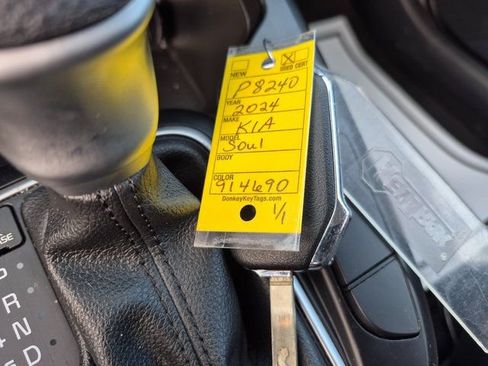 NEW
USED CERT
P8240
YEAR
2024
MAKE
KIA
MODEL
Soul
BODY
COLOR
914690
DonkeyKeyTags.com
1/1
P
R
N
D